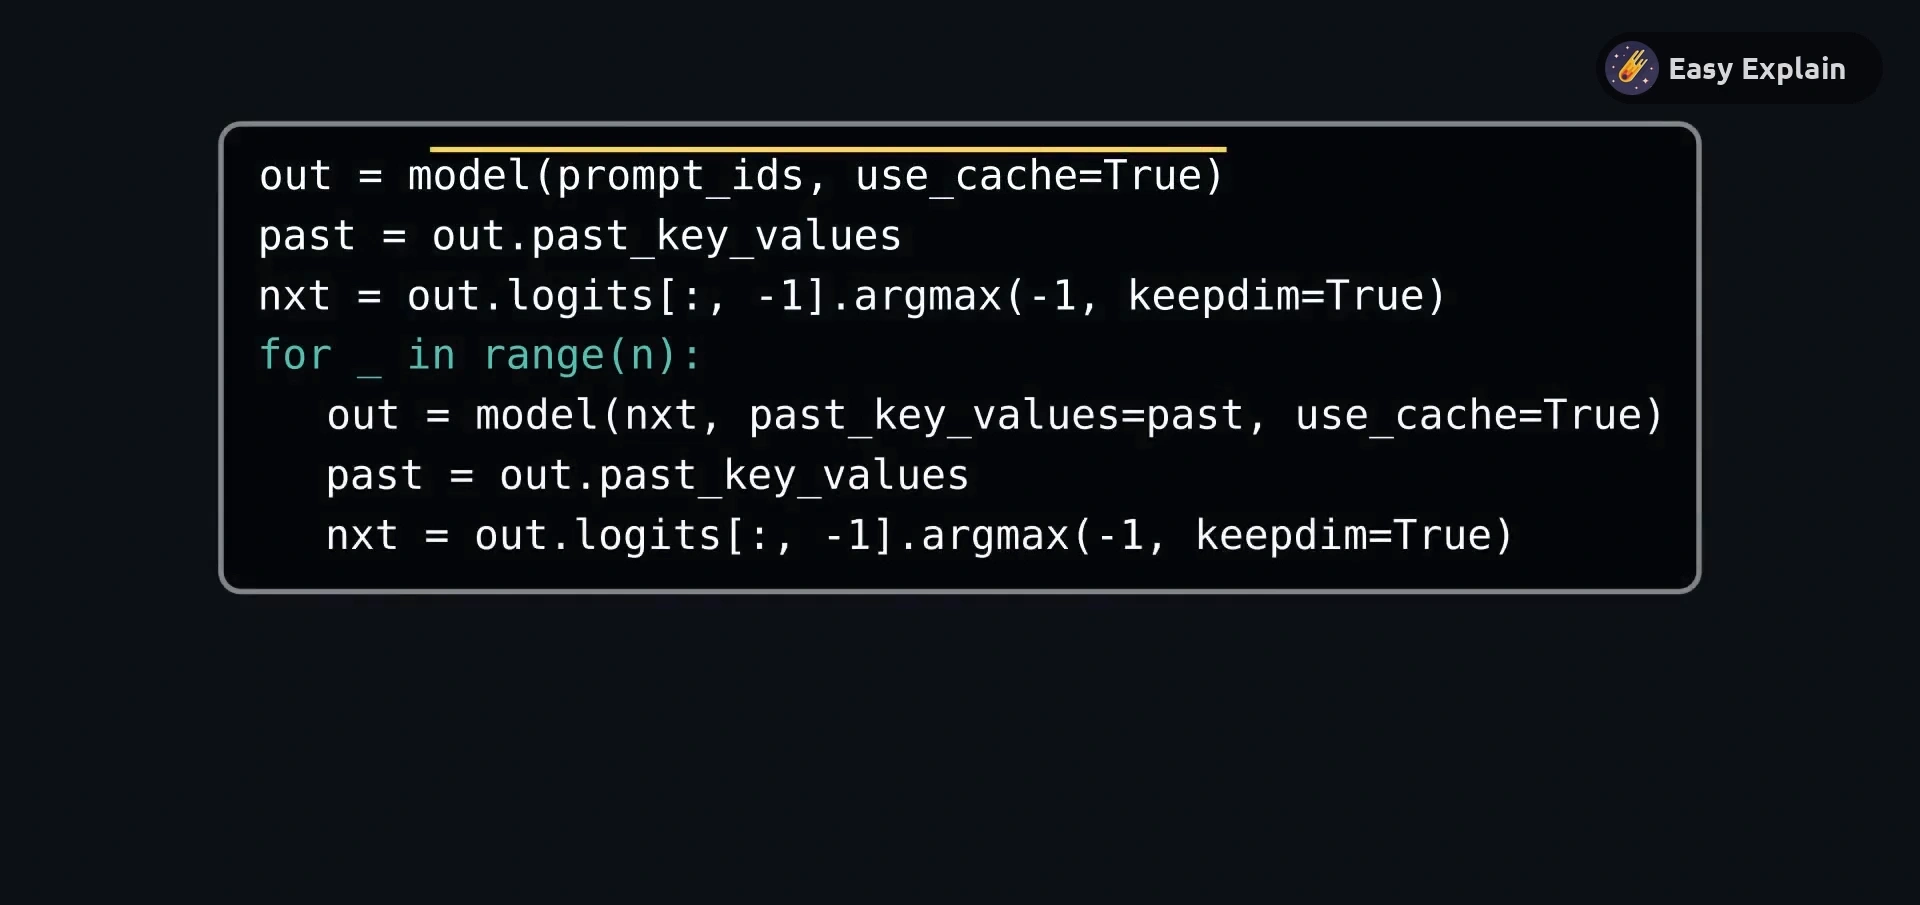 Easy Explain
out = model(prompt_ids, use_cache=True)
past = out.past_key_values
nxt = out.logits[:, -1].argmax(-1, keepdim=True)
for _ in range(n):
   out = model(nxt, past_key_values=past, use_cache=True)
   past = out.past_key_values
   nxt = out.logits[:, -1].argmax(-1, keepdim=True)